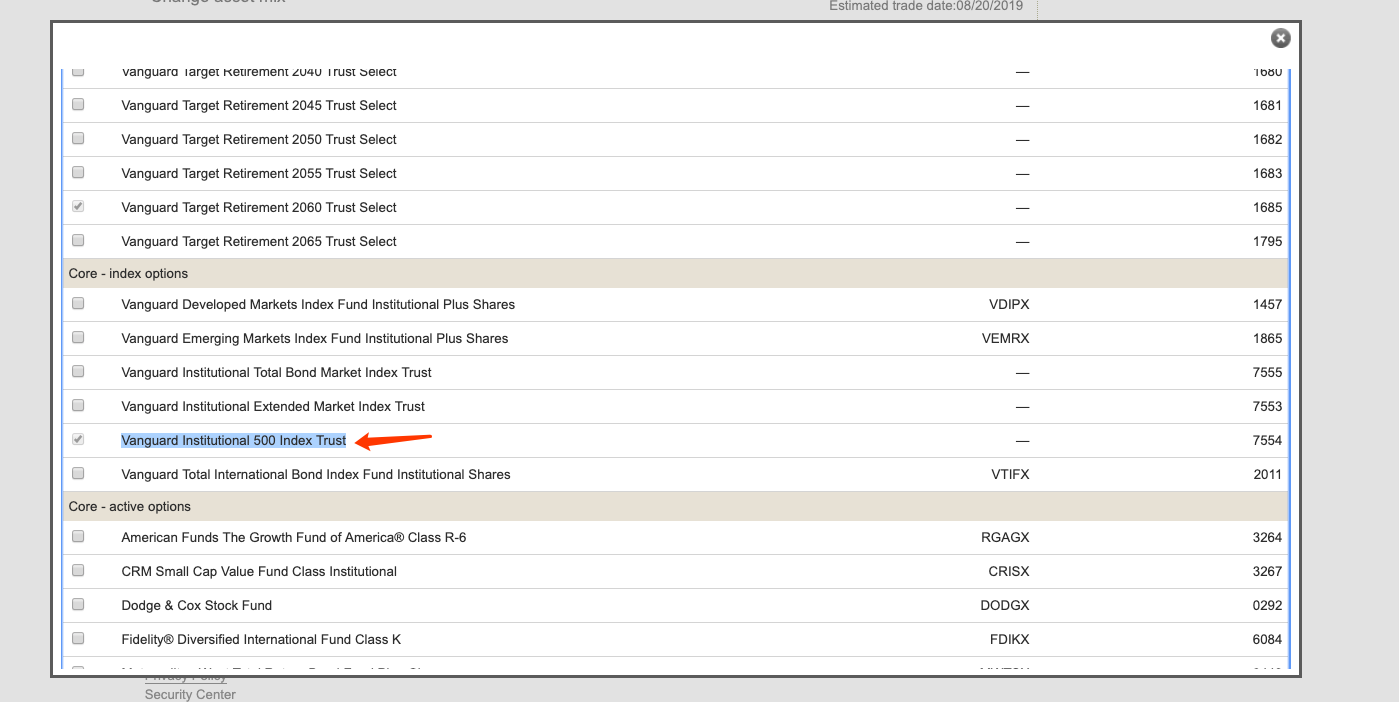 Change asset mix
Estimated trade date:08/20/2019
Vanguard Target Retirement 2040 Trust Select — 1680
Vanguard Target Retirement 2045 Trust Select — 1681
Vanguard Target Retirement 2050 Trust Select — 1682
Vanguard Target Retirement 2055 Trust Select — 1683
Vanguard Target Retirement 2060 Trust Select — 1685
Vanguard Target Retirement 2065 Trust Select — 1795
Core - index options
Vanguard Developed Markets Index Fund Institutional Plus Shares VDIPX 1457
Vanguard Emerging Markets Index Fund Institutional Plus Shares VEMRX 1865
Vanguard Institutional Total Bond Market Index Trust — 7555
Vanguard Institutional Extended Market Index Trust — 7553
Vanguard Institutional 500 Index Trust — 7554
Vanguard Total International Bond Index Fund Institutional Shares VTIFX 2011
Core - active options
American Funds The Growth Fund of America® Class R-6 RGAGX 3264
CRM Small Cap Value Fund Class Institutional CRISX 3267
Dodge & Cox Stock Fund DODGX 0292
Fidelity® Diversified International Fund Class K FDIKX 6084
Privacy Policy
Security Center